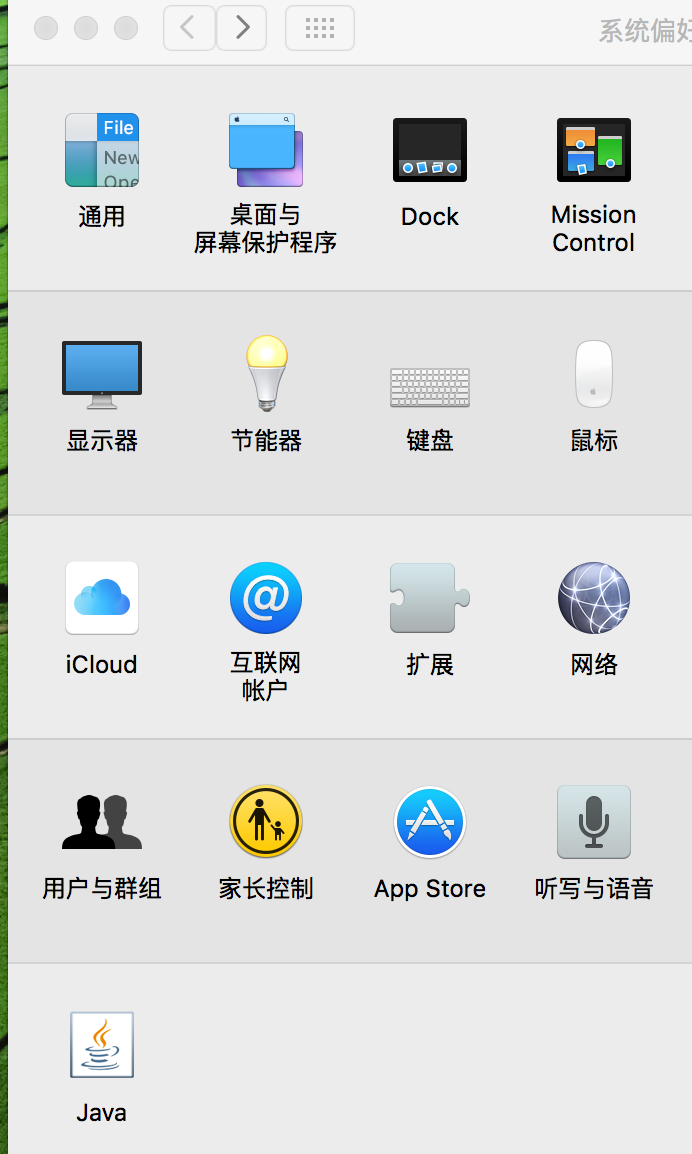 系统偏好
File
New
Ope
通用
桌面与
屏幕保护程序
Dock
Mission
Control
显示器
节能器
键盘
鼠标
iCloud
互联网
帐户
扩展
网络
用户与群组
家长控制
App Store
听写与语音
Java